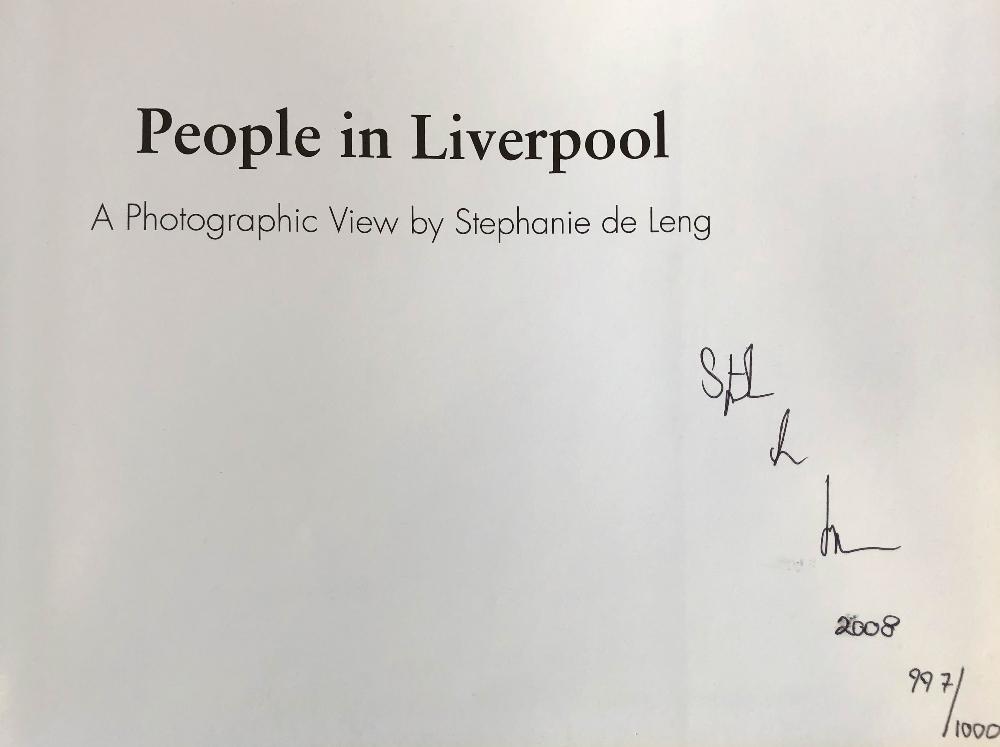 People in Liverpool
A Photographic View by Stephanie de Leng
2008
997/
1000